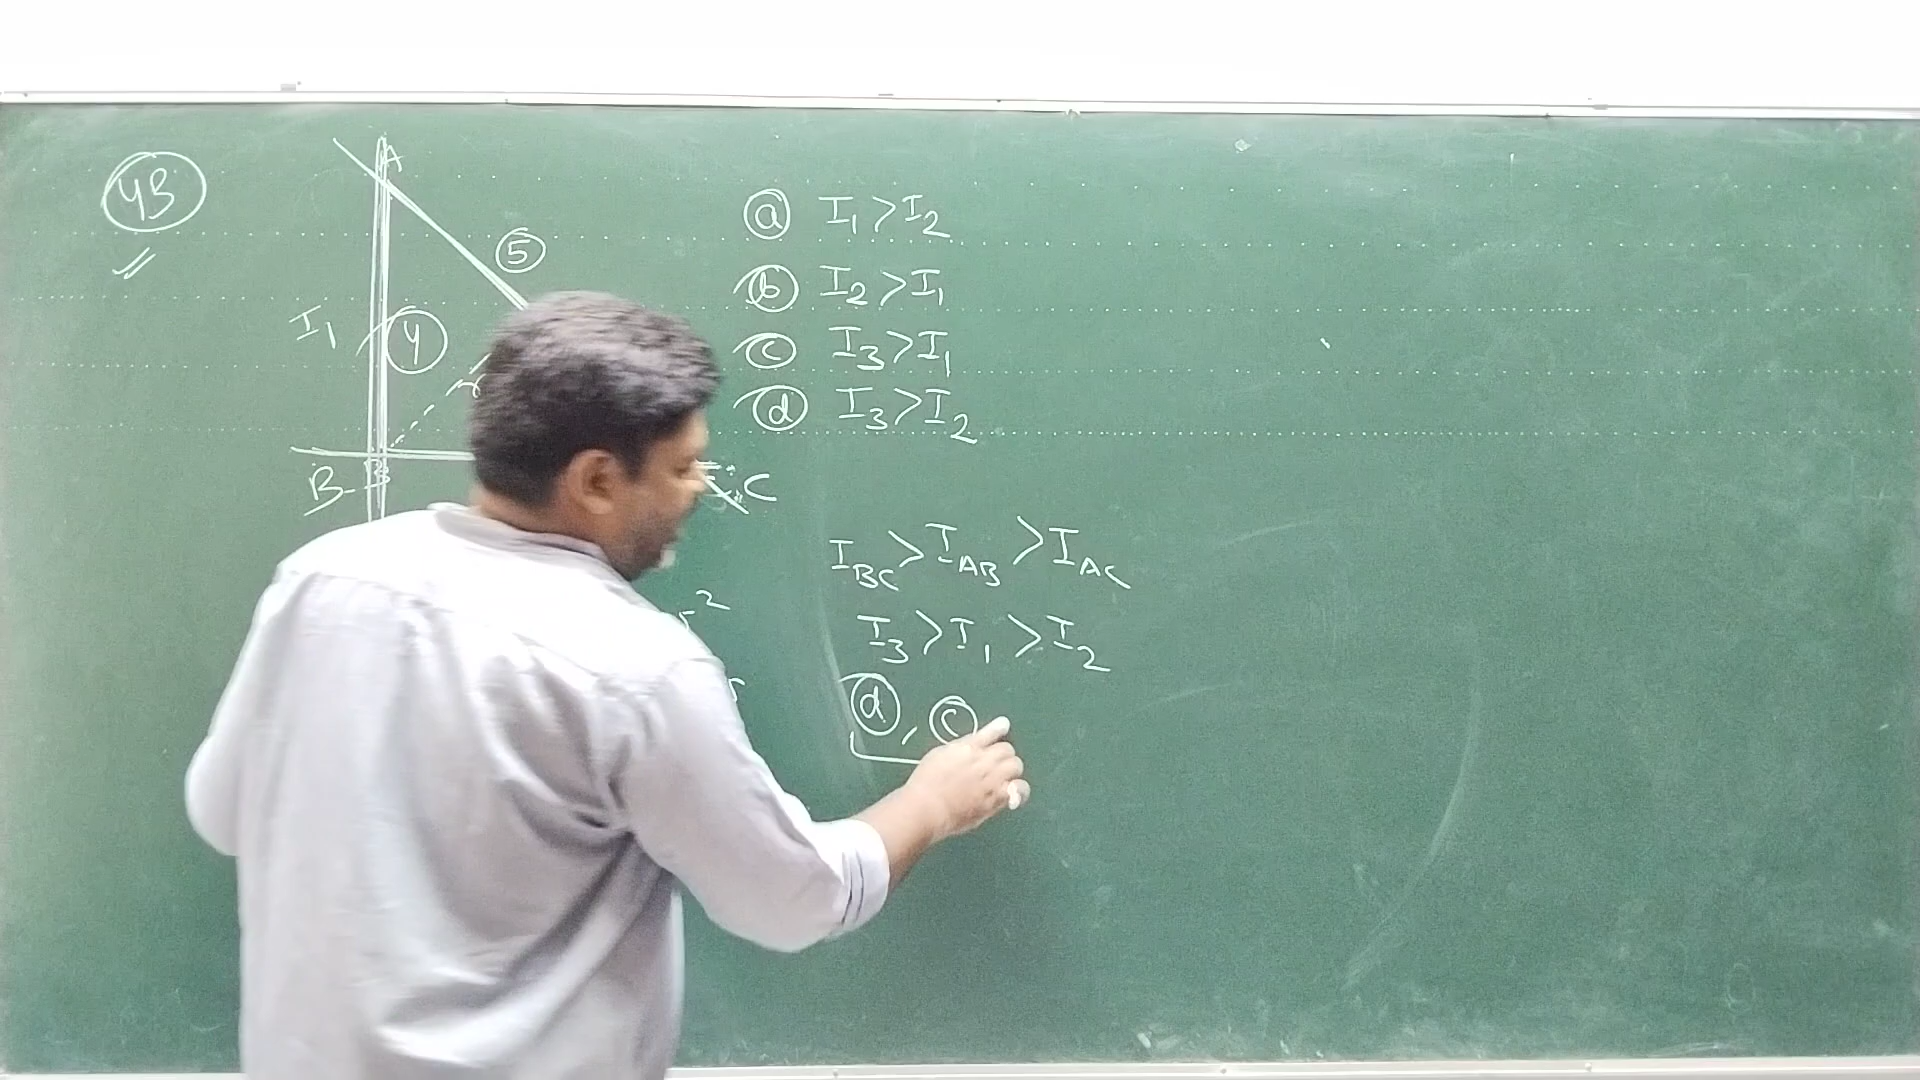 43
A
5
I₁
4
B B
C
(a) I₁ > I₂
(b) I₂ > I₁
(c) I₃ > I₁
(d) I₃ > I₂
I_BC > I_AB > I_AC
I₃ > I₁ > I₂
(d), (c)